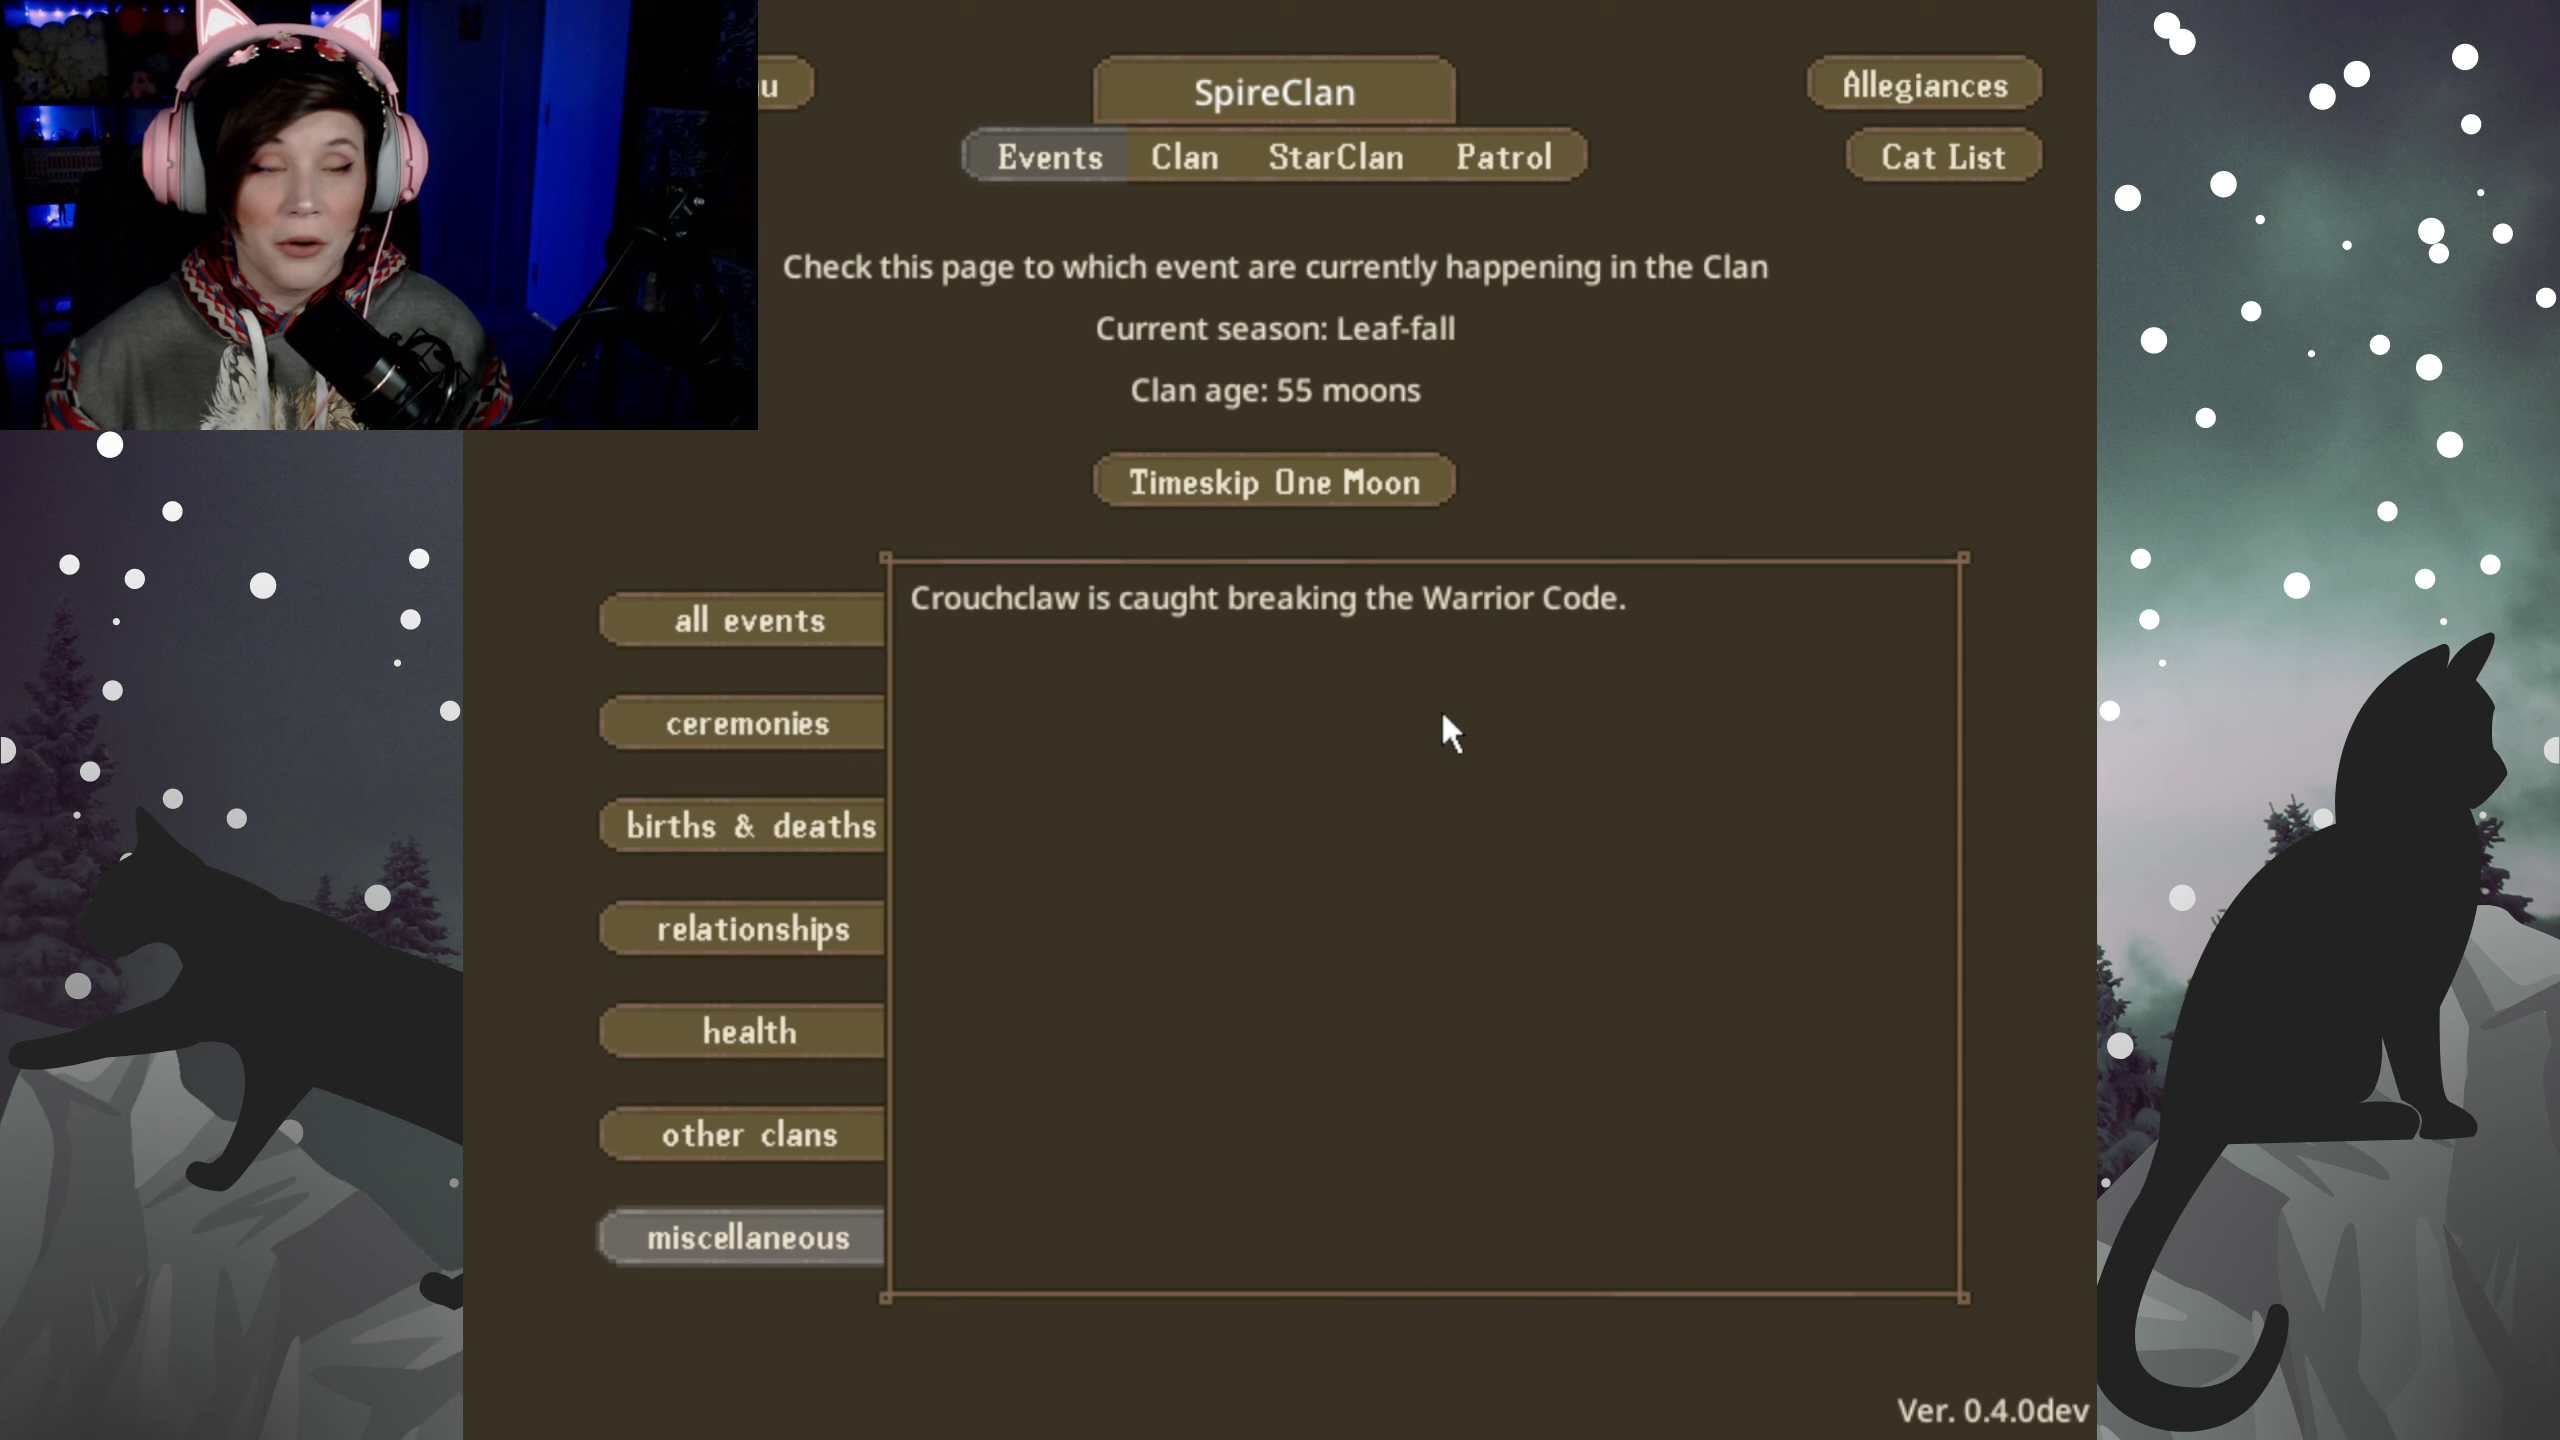 u
SpireClan
Allegiances
Events Clan StarClan Patrol
Cat List
Check this page to which event are currently happening in the Clan
Current season: Leaf-fall
Clan age: 55 moons
Timeskip One Moon
Crouchclaw is caught breaking the Warrior Code.
all events
ceremonies
births & deaths
relationships
health
other clans
miscellaneous
Ver. 0.4.0dev